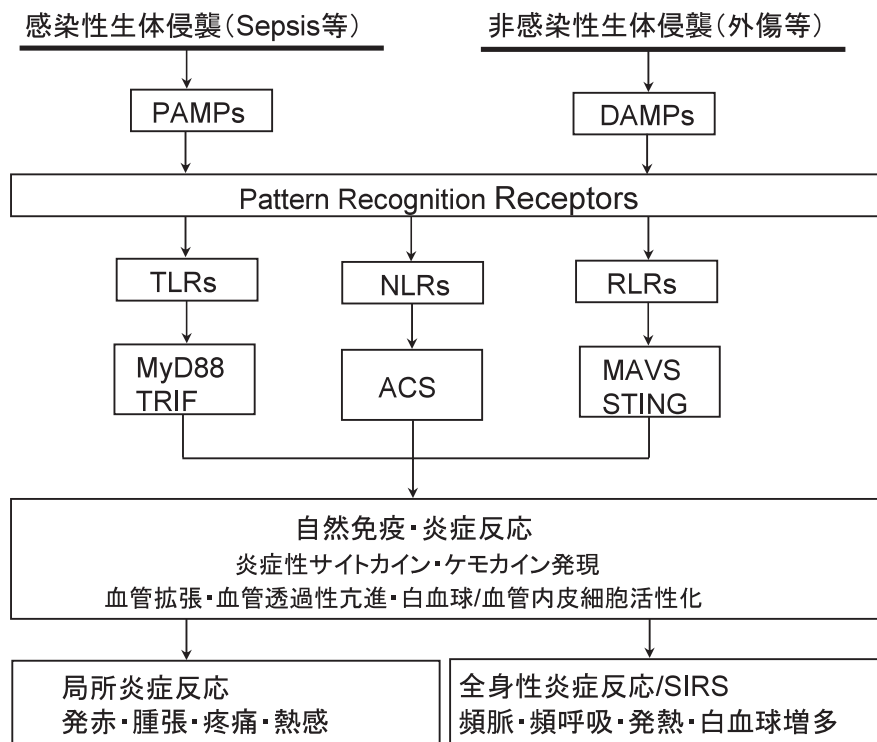 感染性生体侵襲(Sepsis等)
非感染性生体侵襲(外傷等)
PAMPs
DAMPs
Pattern Recognition Receptors
TLRs
NLRs
RLRs
MyD88
TRIF
ACS
MAVS
STING
自然免疫・炎症反応
炎症性サイトカイン・ケモカイン発現
血管拡張・血管透過性亢進・白血球/血管内皮細胞活性化
局所炎症反応
発赤・腫張・疼痛・熱感
全身性炎症反応/SIRS
頻脈・頻呼吸・発熱・白血球増多